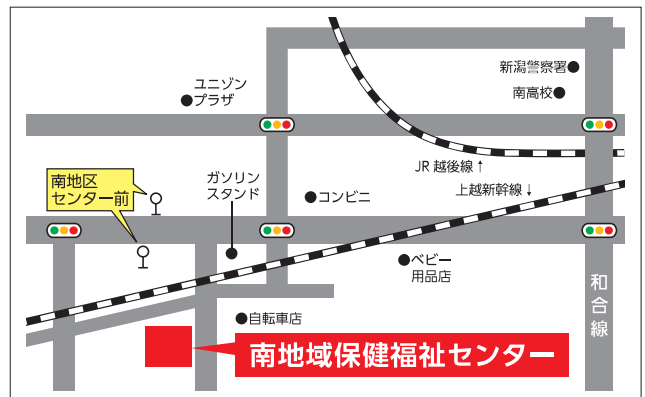 新潟警察署
ユニゾン
プラザ
南高校
JR 越後線↑
南地区
センター前
ガソリン
スタンド
コンビニ
上越新幹線↓
ベビー
用品店
和合線
自転車店
南地域保健福祉センター